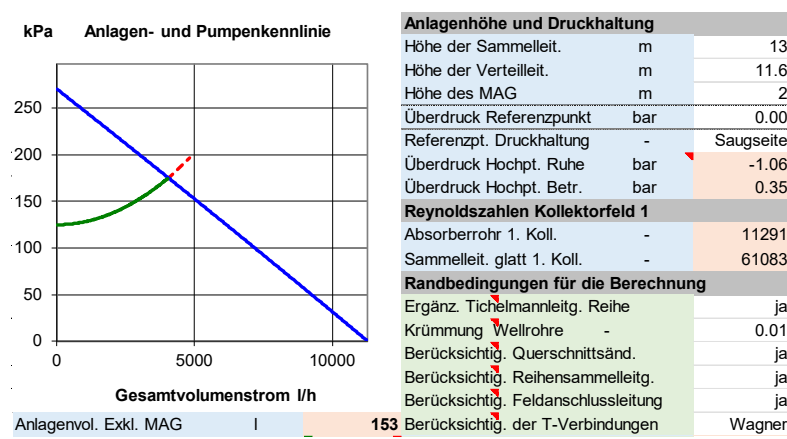 kPa Anlagen- und Pumpenkennlinie
250
200
150
100
50
0
0 5000 10000
Gesamtvolumenstrom l/h
Anlagenvol. Exkl. MAG l 153
Anlagenhöhe und Druckhaltung
Höhe der Sammelleit. m 13
Höhe der Verteilleit. m 11.6
Höhe des MAG m 2
Überdruck Referenzpunkt bar 0.00
Referenzpt. Druckhaltung - Saugseite
Überdruck Hochpt. Ruhe bar -1.06
Überdruck Hochpt. Betr. bar 0.35
Reynoldszahlen Kollektorfeld 1
Absorberrohr 1. Koll. - 11291
Sammelleit. glatt 1. Koll. - 61083
Randbedingungen für die Berechnung
Ergänz. Tichelmannleitg. Reihe ja
Krümmung Wellrohre - 0.01
Berücksichtig. Querschnittsänd. ja
Berücksichtig. Reihensammelleitg. ja
Berücksichtig. Feldanschlussleitung ja
Berücksichtig. der T-Verbindungen Wagner